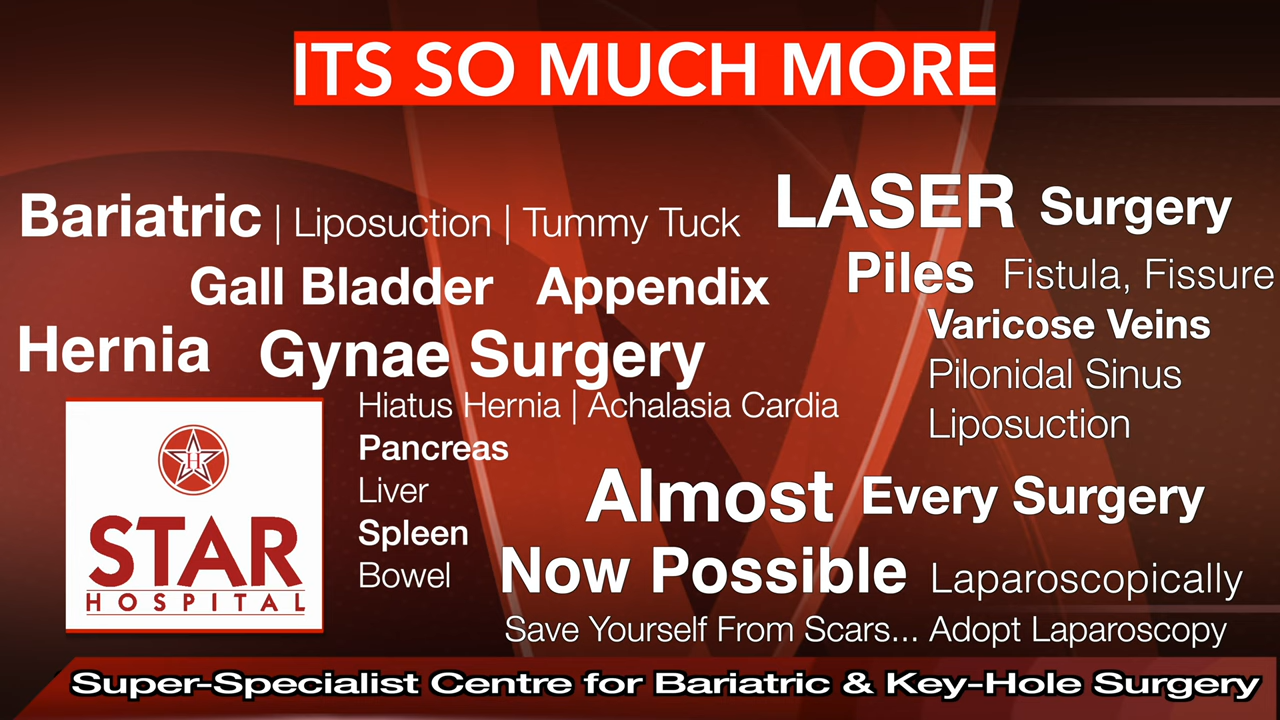 ITS SO MUCH MORE
Bariatric | Liposuction | Tummy Tuck
Gall Bladder Appendix
Hernia Gynae Surgery
Hiatus Hernia | Achalasia Cardia
Pancreas
Liver
Spleen
Bowel
LASER Surgery
Piles Fistula, Fissure
Varicose Veins
Pilonidal Sinus
Liposuction
Almost Every Surgery
Now Possible Laparoscopically
Save Yourself From Scars... Adopt Laparoscopy
H
STAR
HOSPITAL
Super-Specialist Centre for Bariatric & Key-Hole Surgery